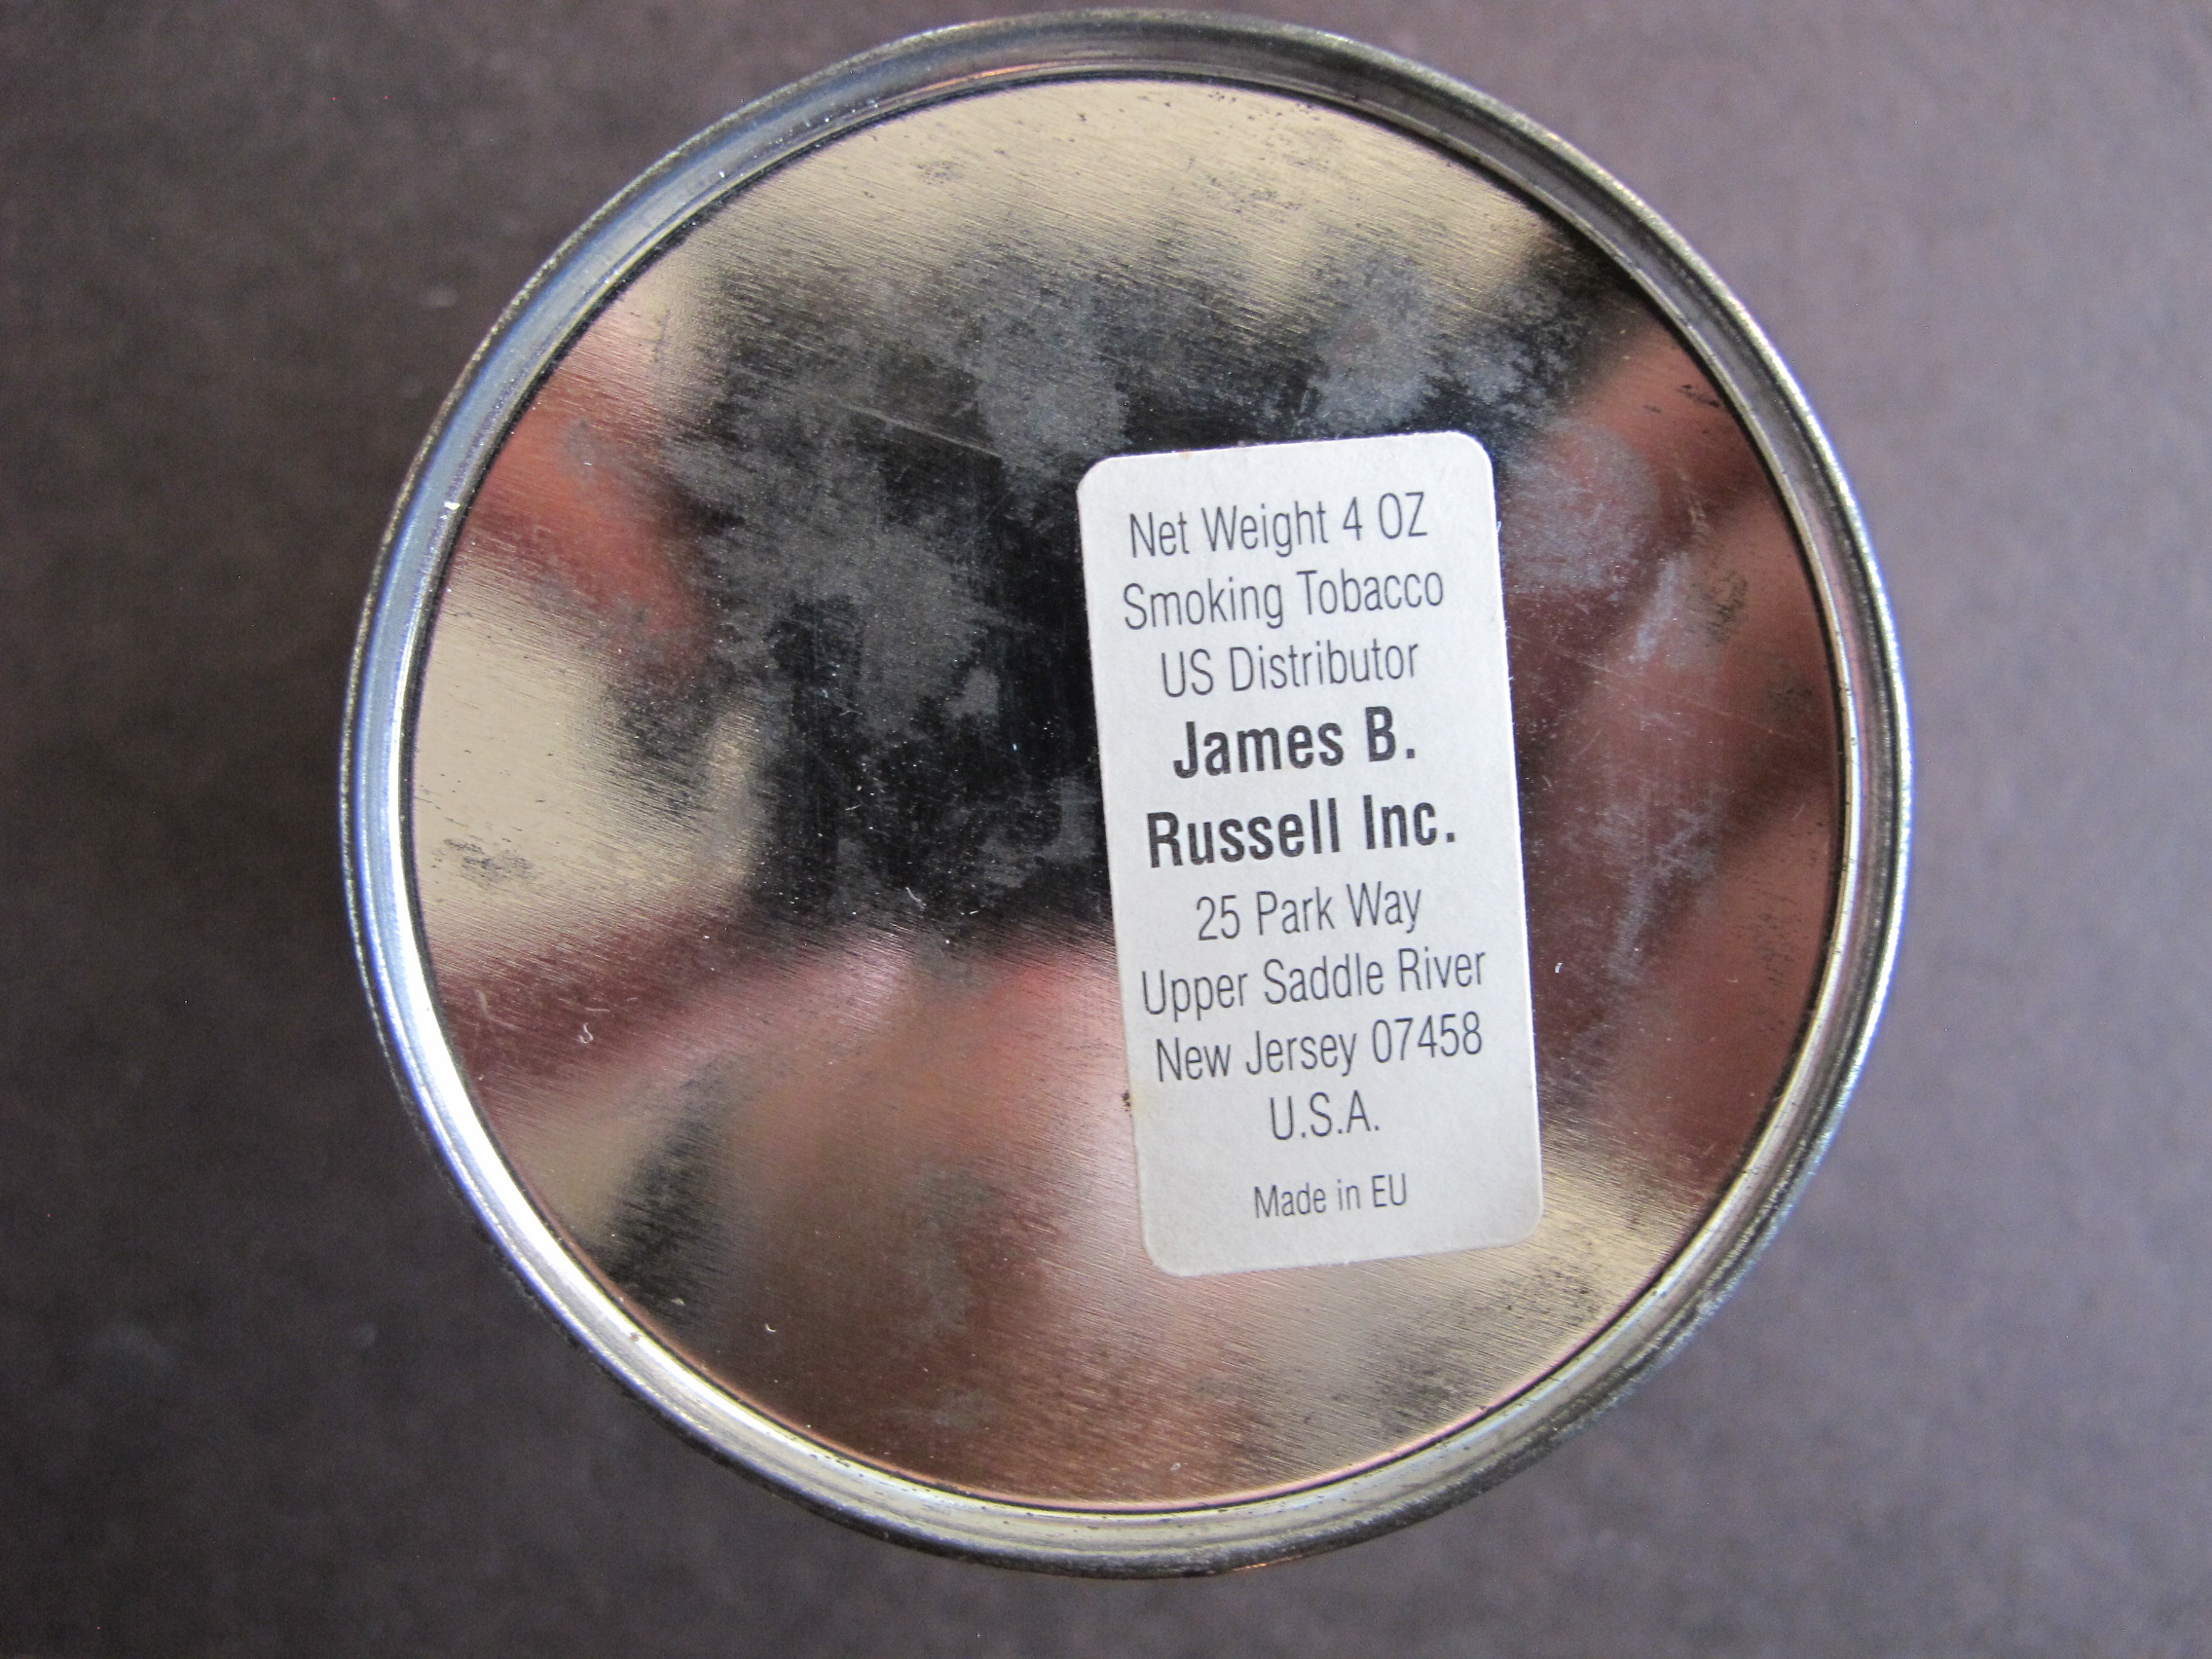 Net Weight 4 OZ
Smoking Tobacco
US Distributor
James B.
Russell Inc.
25 Park Way
Upper Saddle River
New Jersey 07458
U.S.A.
Made in EU